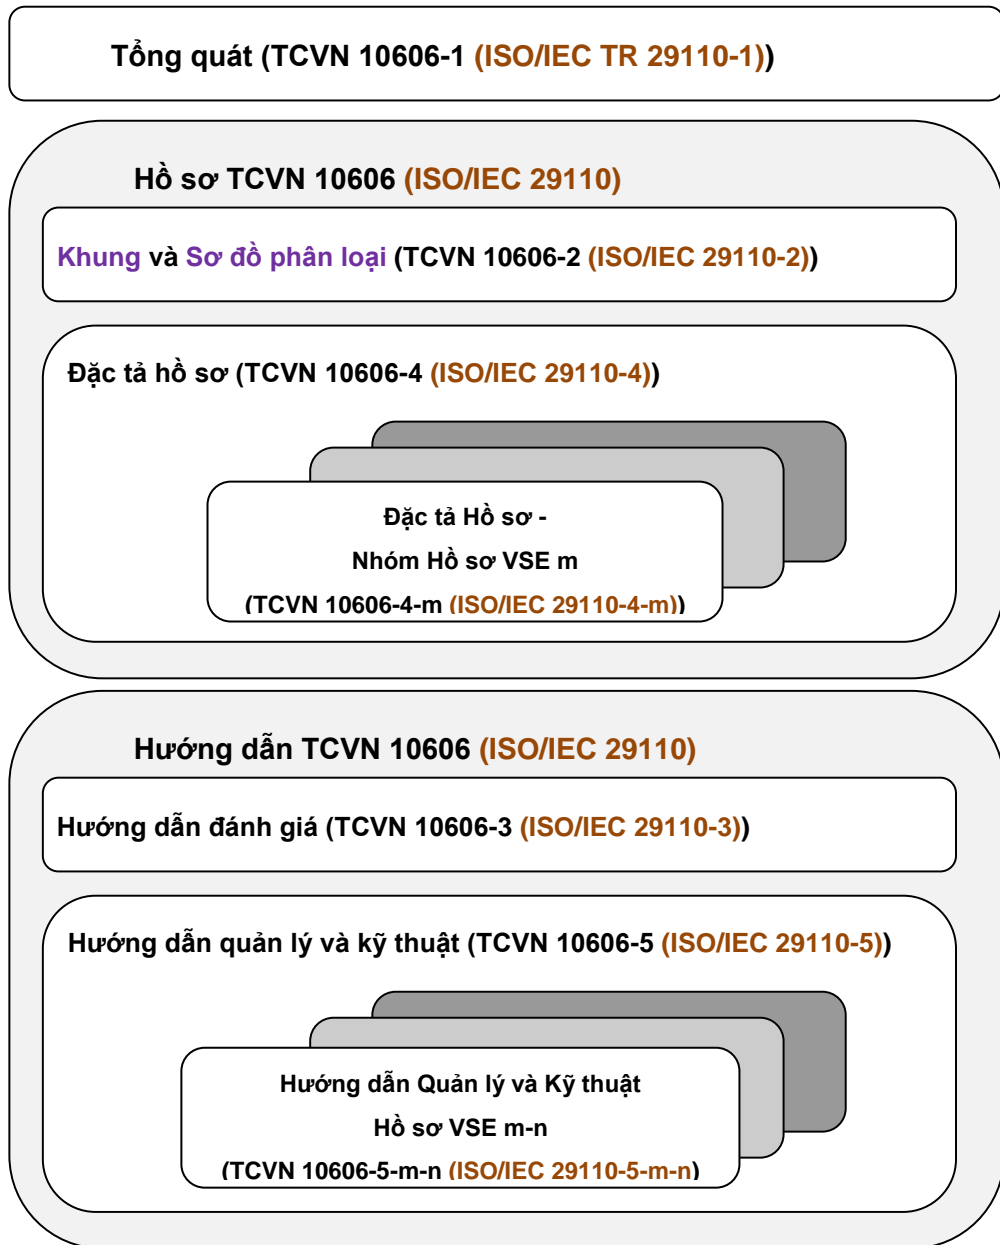 Tổng quát (TCVN 10606-1 (ISO/IEC TR 29110-1))
Hồ sơ TCVN 10606 (ISO/IEC 29110)
Khung và Sơ đồ phân loại (TCVN 10606-2 (ISO/IEC 29110-2))
Đặc tả hồ sơ (TCVN 10606-4 (ISO/IEC 29110-4))
Đặc tả Hồ sơ -
Nhóm Hồ sơ VSE m
(TCVN 10606-4-m (ISO/IEC 29110-4-m))
Hướng dẫn TCVN 10606 (ISO/IEC 29110)
Hướng dẫn đánh giá (TCVN 10606-3 (ISO/IEC 29110-3))
Hướng dẫn quản lý và kỹ thuật (TCVN 10606-5 (ISO/IEC 29110-5))
Hướng dẫn Quản lý và Kỹ thuật
Hồ sơ VSE m-n
(TCVN 10606-5-m-n (ISO/IEC 29110-5-m-n)